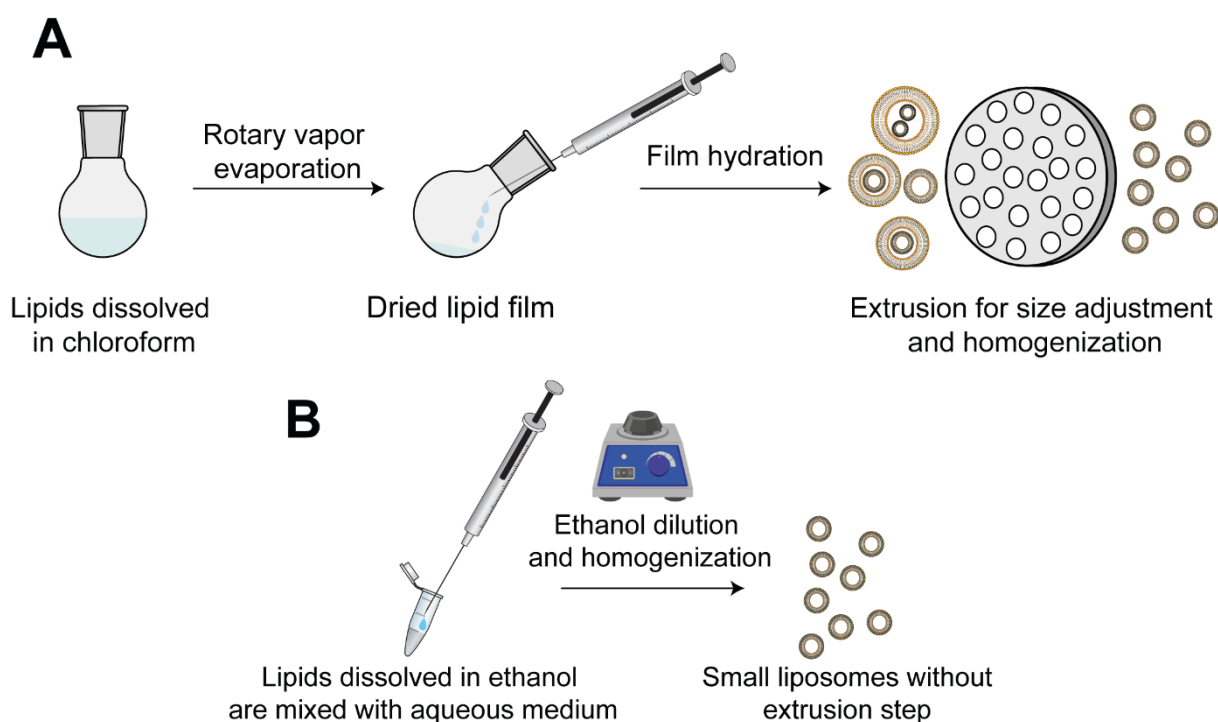 A
Rotary vapor
evaporation
Film hydration
Lipids dissolved
in chloroform
Dried lipid film
Extrusion for size adjustment
and homogenization
B
Ethanol dilution
and homogenization
Lipids dissolved in ethanol
are mixed with aqueous medium
Small liposomes without
extrusion step